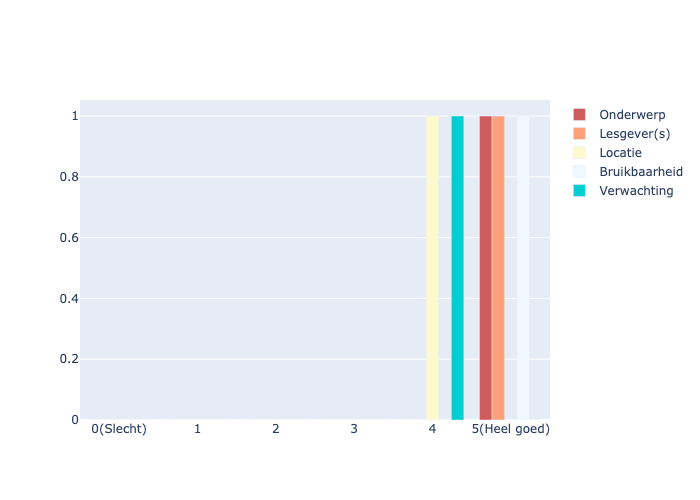 1
0.8
0.6
0.4
0.2
0
0(Slecht)
1
2
3
4
5(Heel goed)
Onderwerp
Lesgever(s)
Locatie
Bruikbaarheid
Verwachting